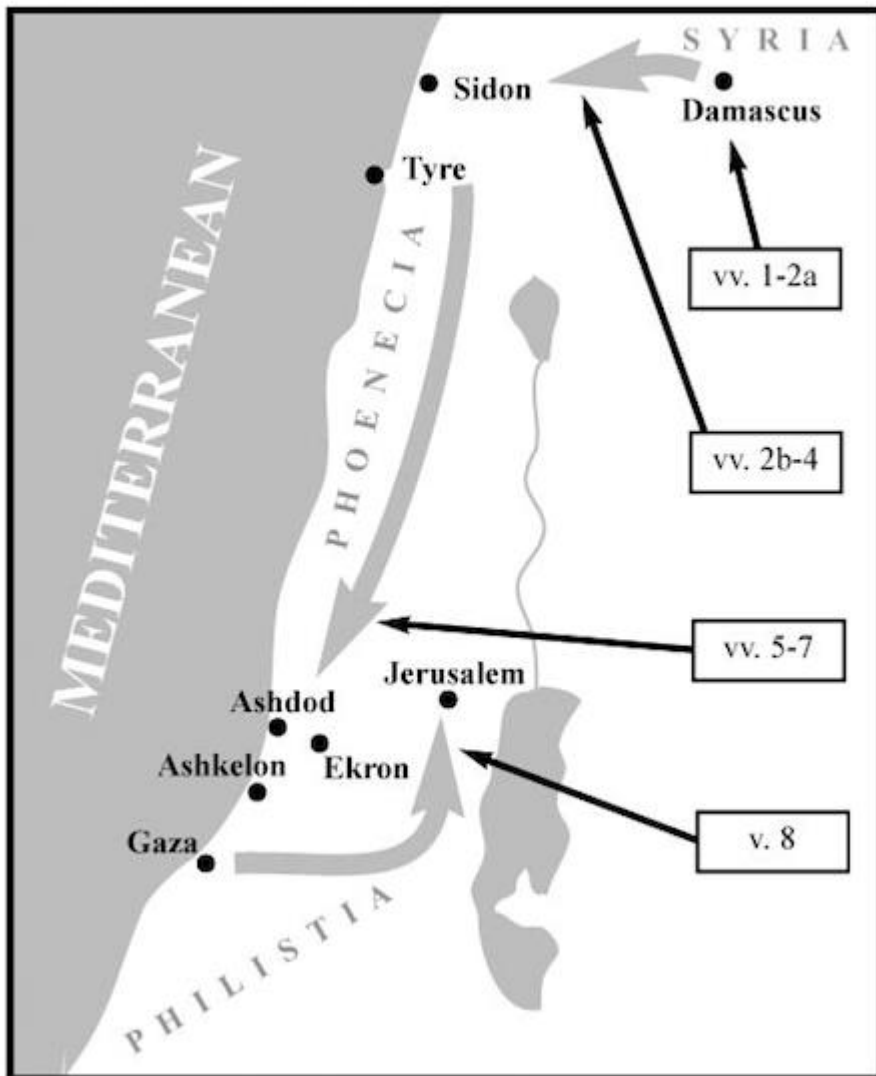 SYRIA
Sidon
Damascus
Tyre
vv. 1-2a
PHOENECIA
MEDITERRANEAN
vv. 2b-4
vv. 5-7
Jerusalem
Ashdod
Ekron
Ashkelon
v. 8
Gaza
PHILISTIA